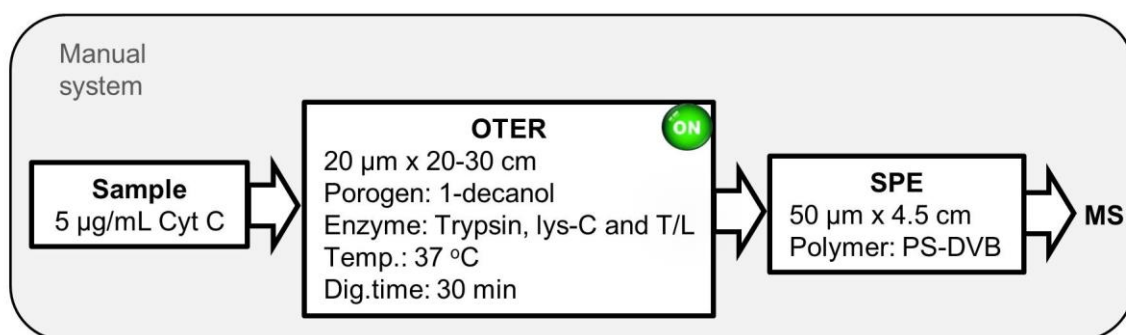 Manual
system
Sample
5 µg/mL Cyt C
OTER
ON
20 µm x 20-30 cm
Porogen: 1-decanol
Enzyme: Trypsin, lys-C and T/L
Temp.: 37 ºC
Dig.time: 30 min
SPE
50 µm x 4.5 cm
Polymer: PS-DVB
MS